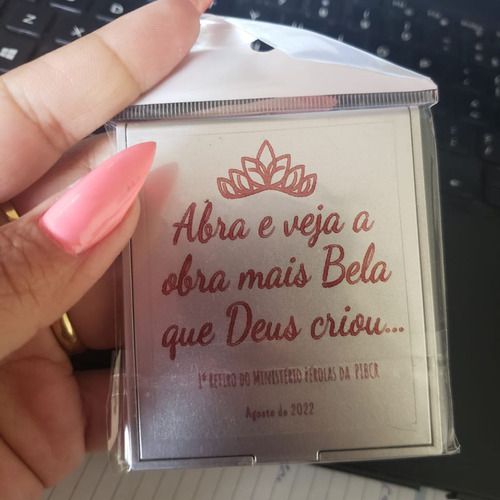 Abra e veja a
obra mais Bela
que Deus criou...
1º RETIRO DO MINISTÉRIO PÉROLAS DA PIBCR
Agosto de 2022